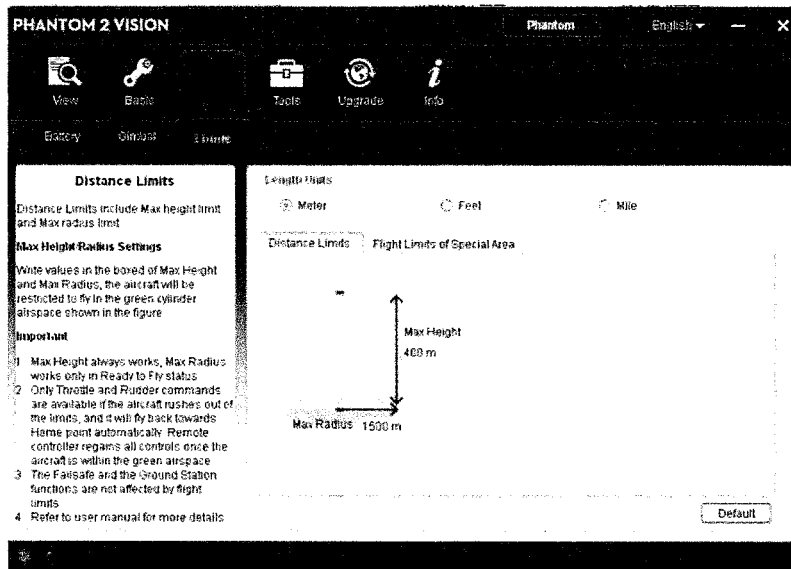 PHANTOM 2 VISION
Phantom
English
View
Basic
Tools
Upgrade
Info
Battery
Gimbal
Limits
Distance Limits
Distance Limits include Max height limit
and Max radius limit
Max Height/Radius Settings
Write values in the boxed of Max Height
and Max Radius, the aircraft will be
restricted to fly in the green cylinder
airspace shown in the figure
Important
1 Max Height always works, Max Radius
works only in Ready to Fly status
2 Only Throttle and Rudder commands
are available if the aircraft rushes out of
the limits, and it will fly back towards
Home point automatically. Remote
controller regains all controls once the
aircraft is within the green airspace
3 The Failsafe and the Ground Station
functions are not affected by flight
limits
4 Refer to user manual for more details
Length Units
Meter
Feet
Mile
Distance Limits
Flight Limits of Special Area
Max Height
400 m
Max Radius 1500 m
Default